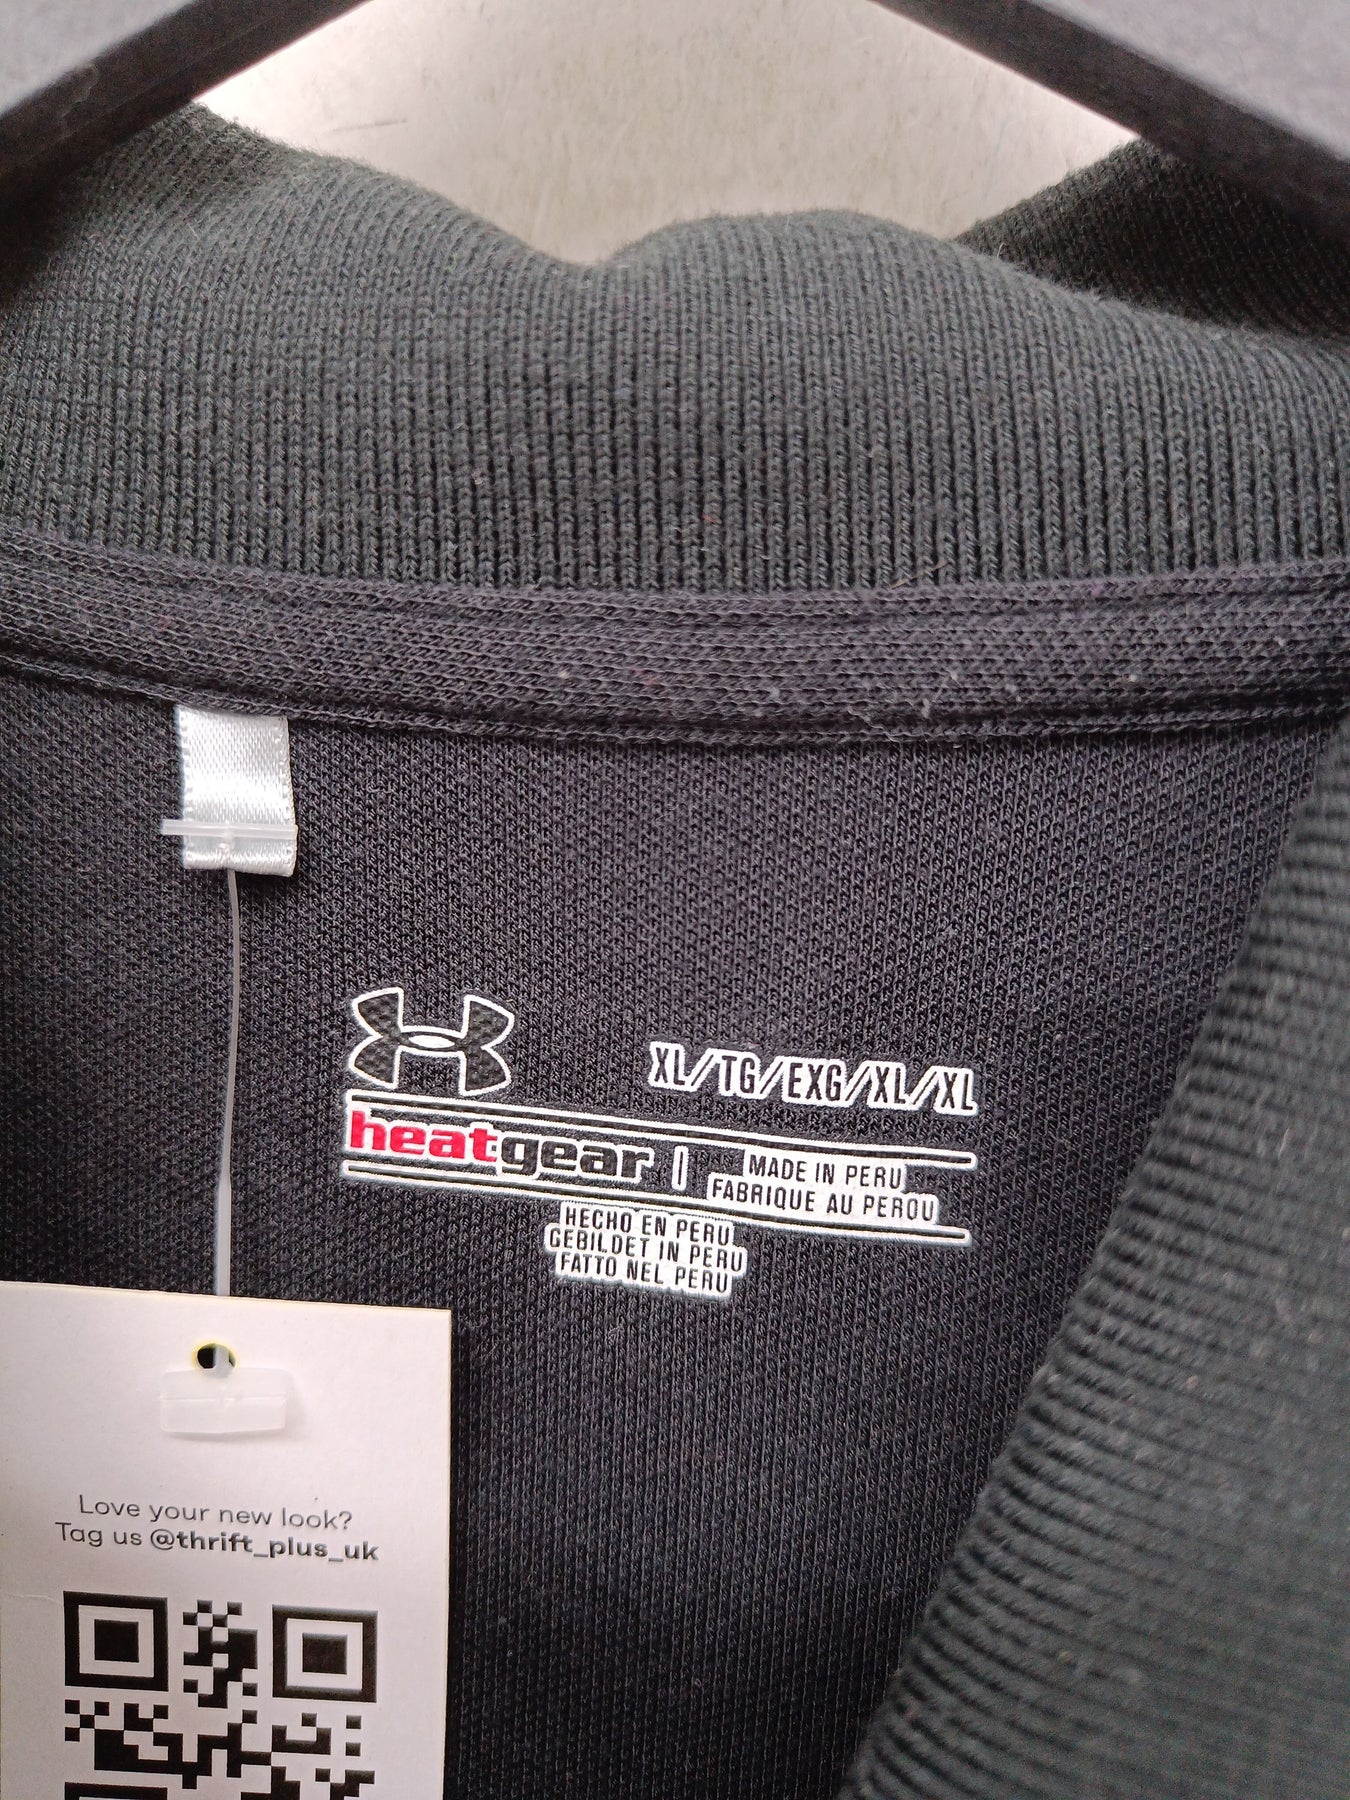 XL/TG/EXG/XL/XL
heatgear
MADE IN PERU
FABRIQUE AU PEROU
HECHO EN PERU
GEBILDET IN PERU
FATTO NEL PERU
Love your new look?
Tag us @thrift_plus_uk